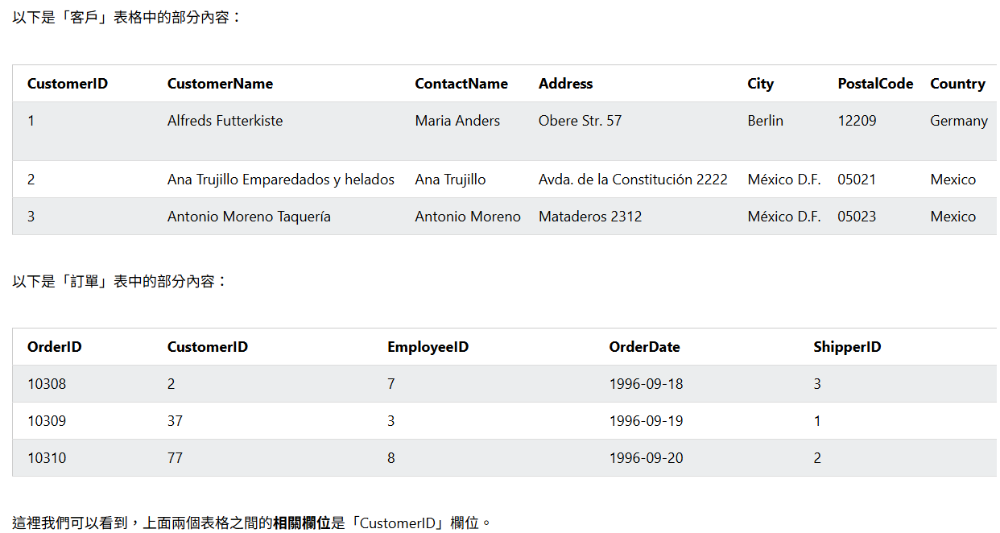 以下是「客戶」表格中的部分內容：
CustomerID CustomerName ContactName Address City PostalCode Country
1 Alfreds Futterkiste Maria Anders Obere Str. 57 Berlin 12209 Germany
2 Ana Trujillo Emparedados y helados Ana Trujillo Avda. de la Constitución 2222 México D.F. 05021 Mexico
3 Antonio Moreno Taquería Antonio Moreno Mataderos 2312 México D.F. 05023 Mexico
以下是「訂單」表中的部分內容：
OrderID CustomerID EmployeeID OrderDate ShipperID
10308 2 7 1996-09-18 3
10309 37 3 1996-09-19 1
10310 77 8 1996-09-20 2
這裡我們可以看到，上面兩個表格之間的相關欄位是「CustomerID」欄位。